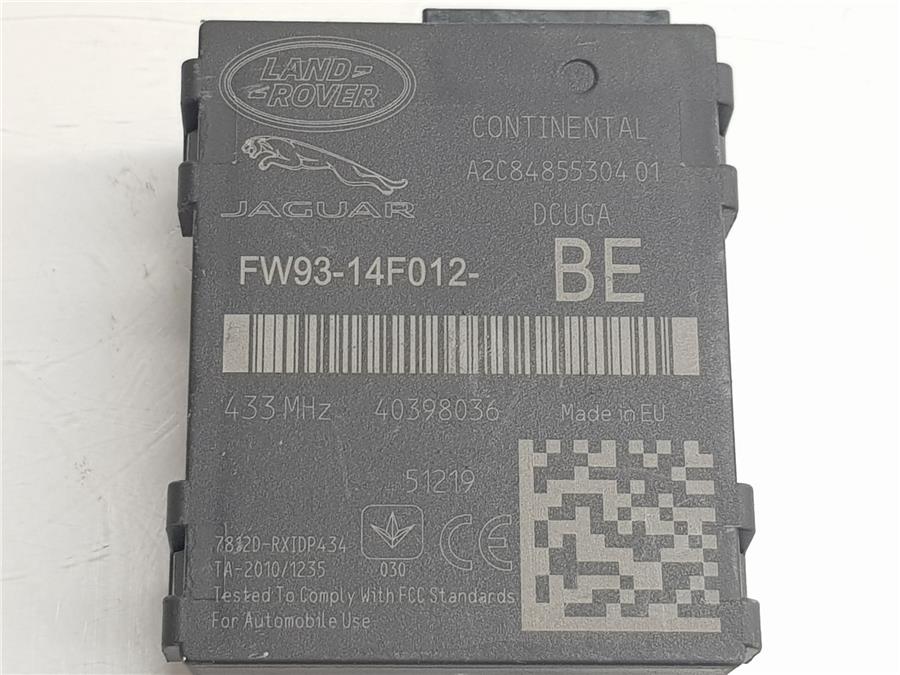 LAND-
-ROVER
JAGUAR
CONTINENTAL
A2C84855304 01
DCUGA
FW93-14F012- BE
433 MHz 40398036 Made in EU
51219
7812D-RXIDP434
TA-2010/1235
030
CE
Tested To Comply With FCC Standards
For Automobile Use